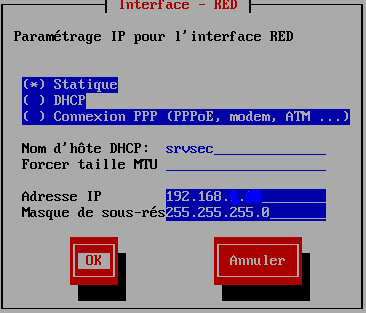 Interface - RED
Paramétrage IP pour l'interface RED
(*) Statique
( ) DHCP
( ) Connexion PPP (PPPoE, modem, ATM ...)
Nom d'hôte DHCP: srvsec
Forcer taille MTU
Adresse IP 192.168.
Masque de sous-rés 255.255.255.0
OK Annuler